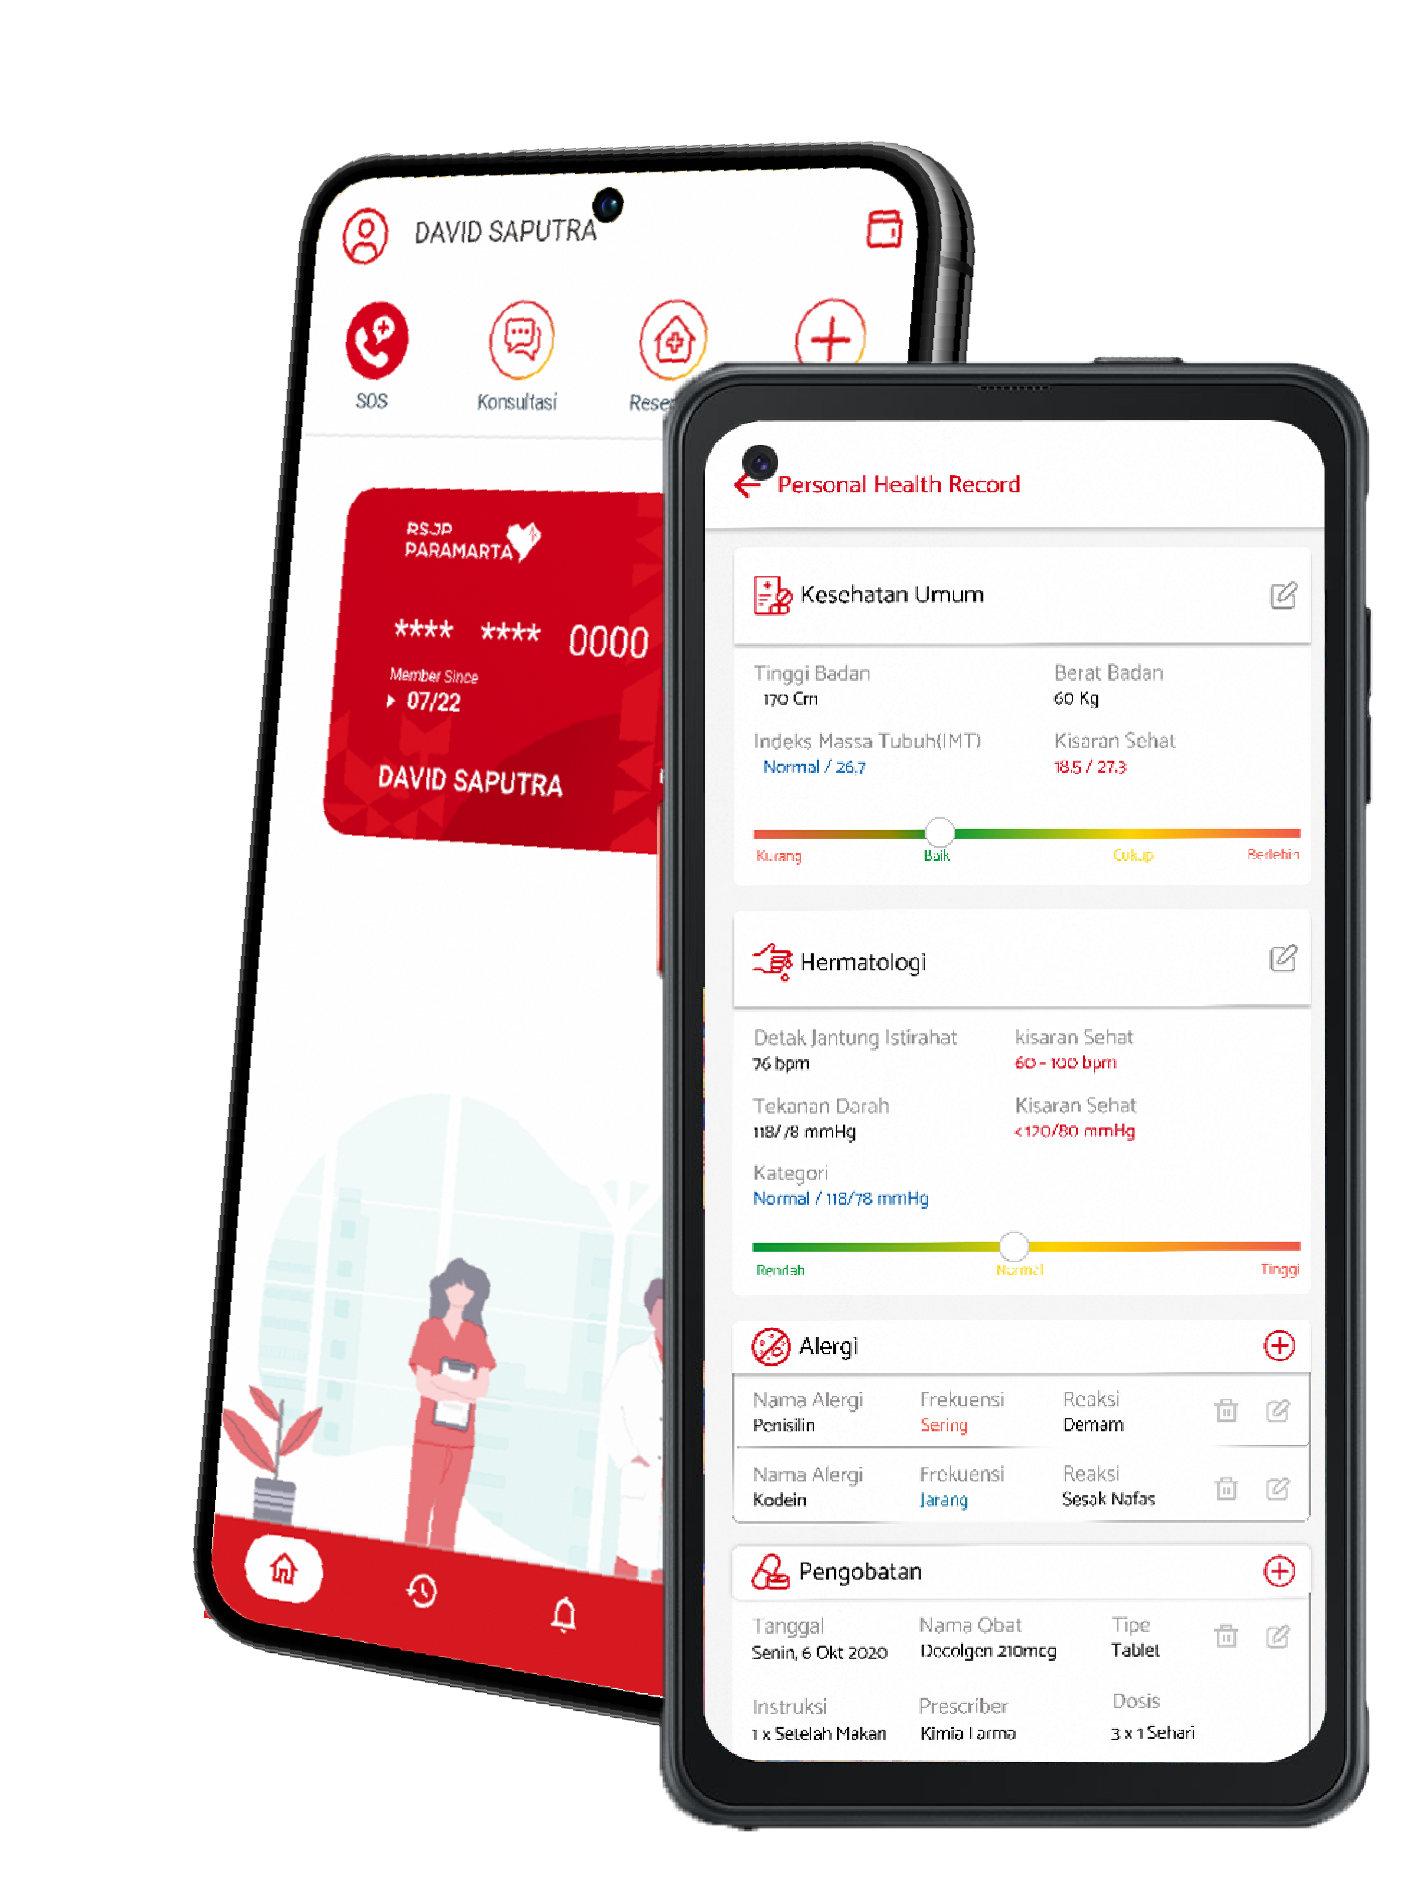 DAVID SAPUTRA
SOS
Konsultasi
RSJP
PARAMARTA
**** **** 0000
Member Since
07/22
DAVID SAPUTRA
Personal Health Record
Kesehatan Umum
Tinggi Badan Berat Badan
170 Cm 60 Kg
Indeks Massa Tubuh(IMT) Kisaran Sehat
Normal / 26.7 18.5 / 27.3
Kurang Baik Cukup Berlebih
Hermatologi
Detak Jantung Istirahat kisaran Sehat
76 bpm 60 - 100 bpm
Tekanan Darah Kisaran Sehat
118/78 mmHg <120/80 mmHg
Kategori
Normal / 118/78 mmHg
Rendah Normal Tinggi
Alergi
Nama Alergi Frekuensi Reaksi
Penisilin Sering Demam
Nama Alergi Frekuensi Reaksi
Kodein Jarang Sesak Nafas
Pengobatan
Tanggal Nama Obat Tipe
Senin, 6 Okt 2020 Decolgen 210mcg Tablet
Instruksi Prescriber Dosis
1 x Setelah Makan Kimia Farma 3 x 1 Sehari